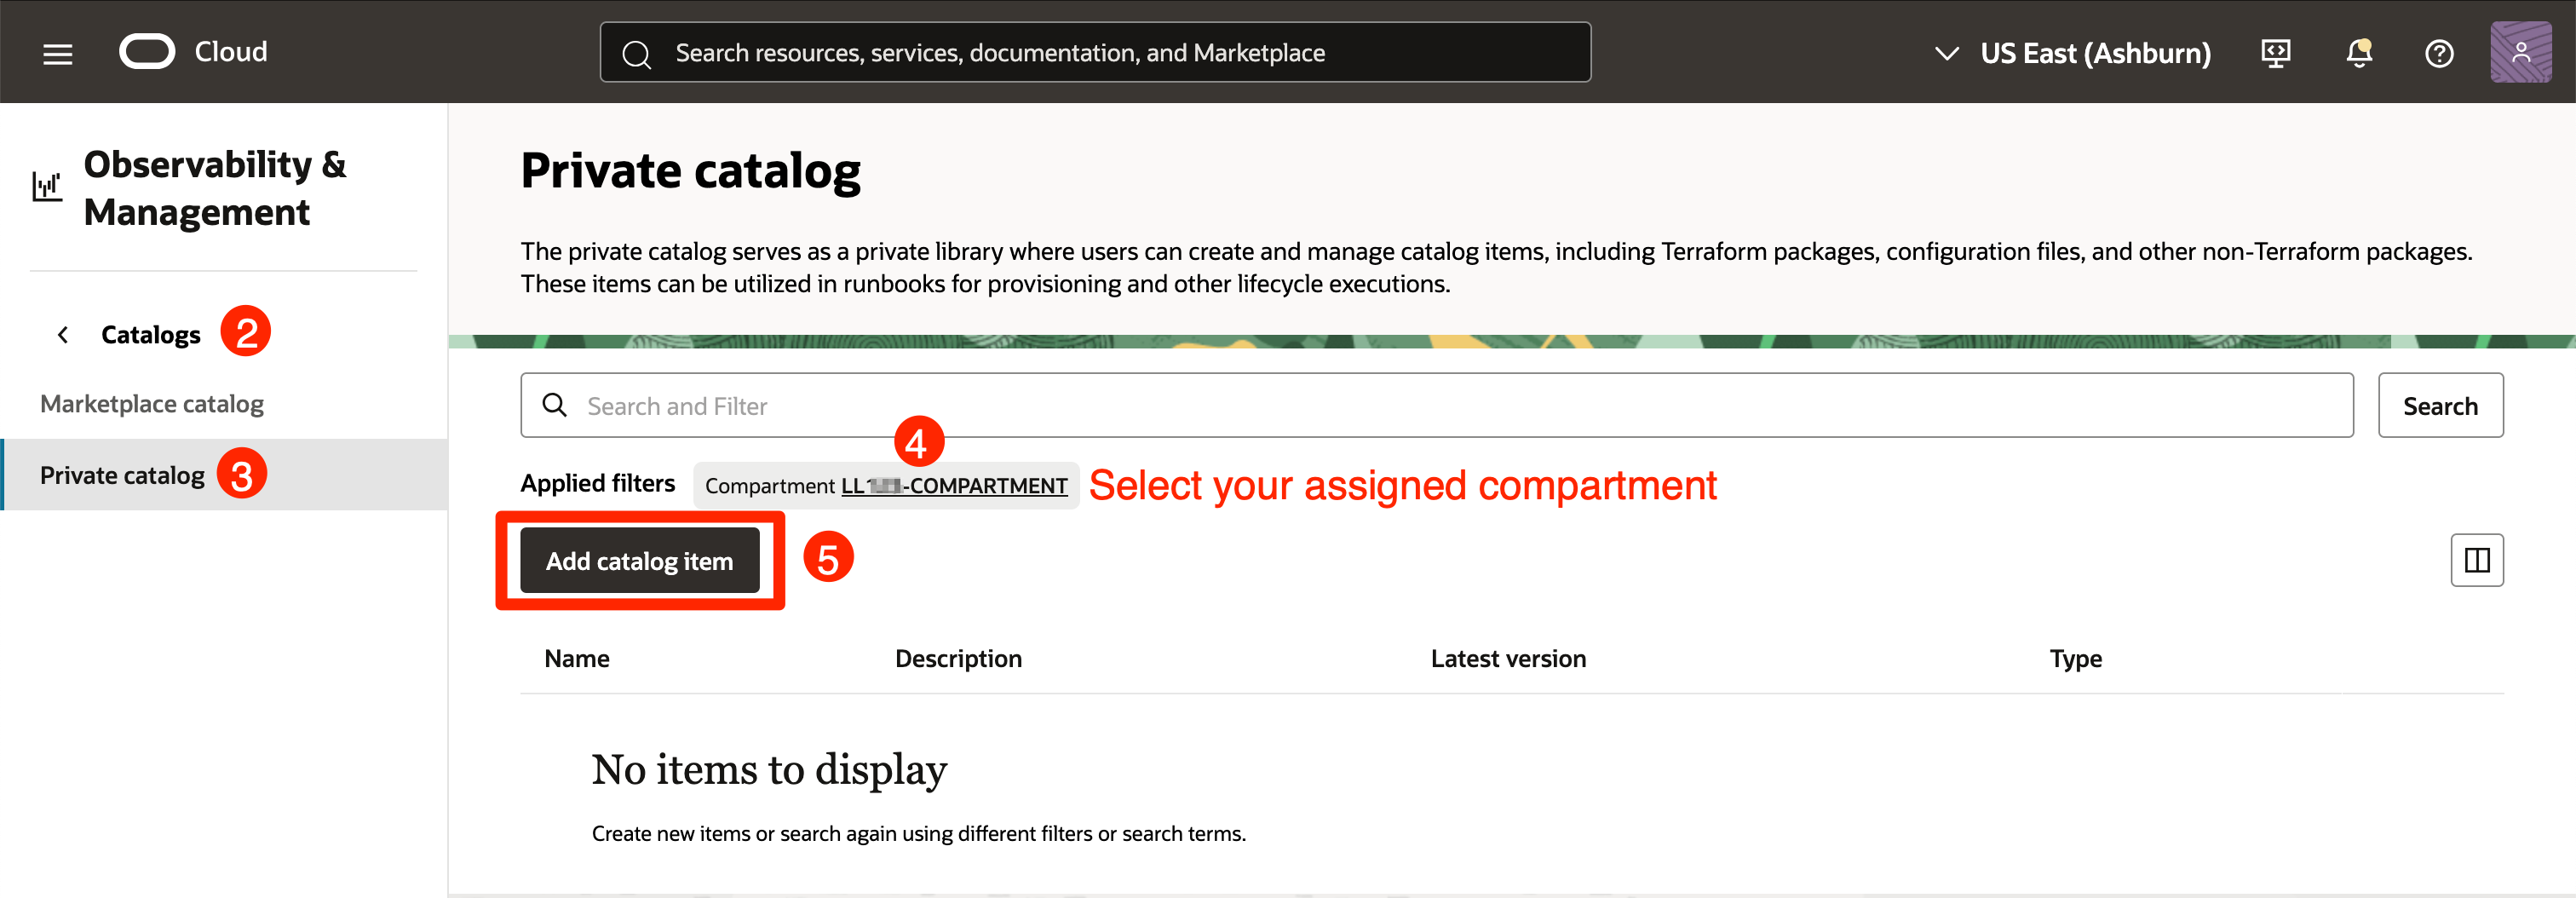 Cloud
Search resources, services, documentation, and Marketplace
US East (Ashburn)
Observability &
Management
Catalogs 2
Marketplace catalog
Private catalog 3
Private catalog
The private catalog serves as a private library where users can create and manage catalog items, including Terraform packages, configuration files, and other non-Terraform packages.
These items can be utilized in runbooks for provisioning and other lifecycle executions.
Search and Filter
Search
4
Applied filters Compartment -COMPARTMENT Select your assigned compartment
Add catalog item 5
Name Description Latest version Type
No items to display
Create new items or search again using different filters or search terms.